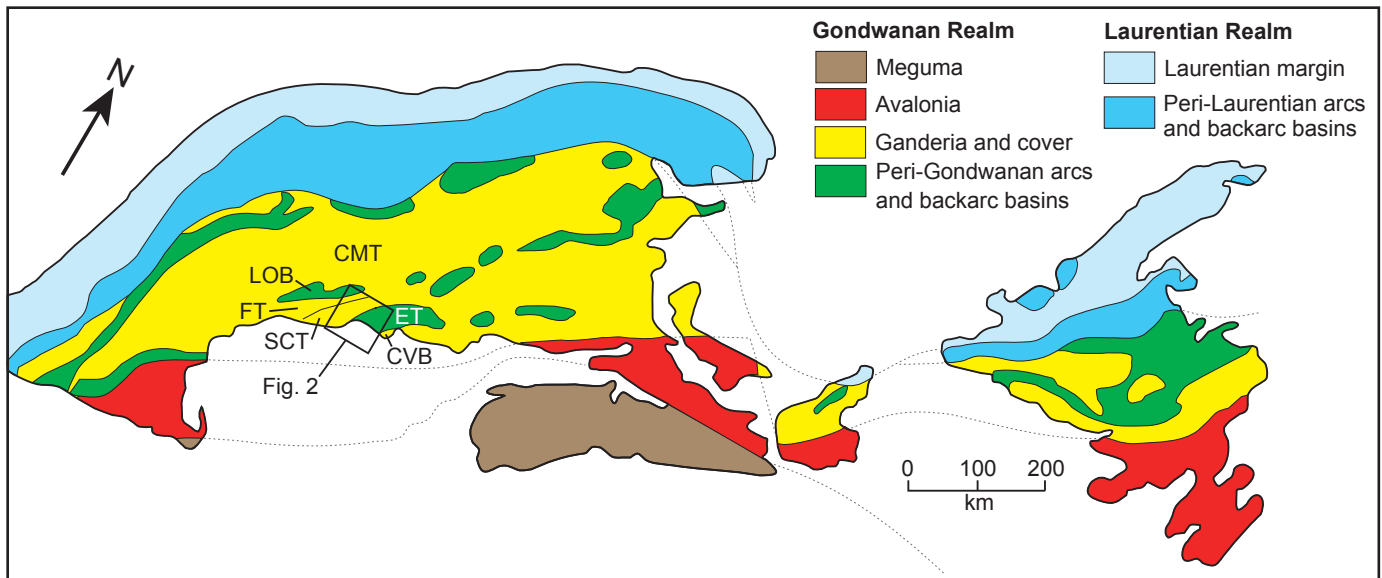 N
Gondwanan Realm
Meguma
Avalonia
Ganderia and cover
Peri-Gondwanan arcs
and backarc basins
Laurentian Realm
Laurentian margin
Peri-Laurentian arcs
and backarc basins
CMT
LOB
FT
ET
SCT
CVB
Fig. 2
0 100 200
km